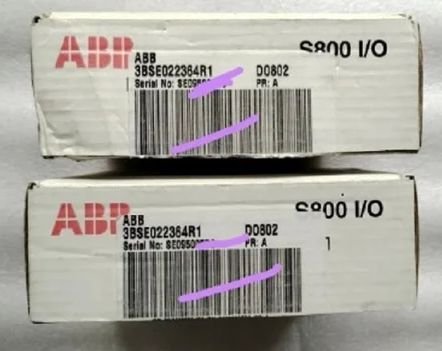 ABB
S800 I/O
ABB
3BSE022364R1 DO802
Serial No: PR: A
ABB
S800 I/O
ABB
3BSE022364R1 DO802
Serial No: PR: A
1